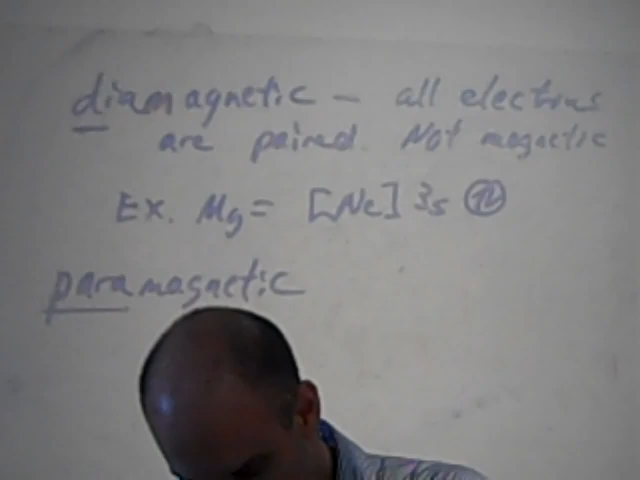 diamagnetic — all electrons
are paired. Not magnetic
Ex. Mg = [Ne] 3s ⥮
paramagnetic